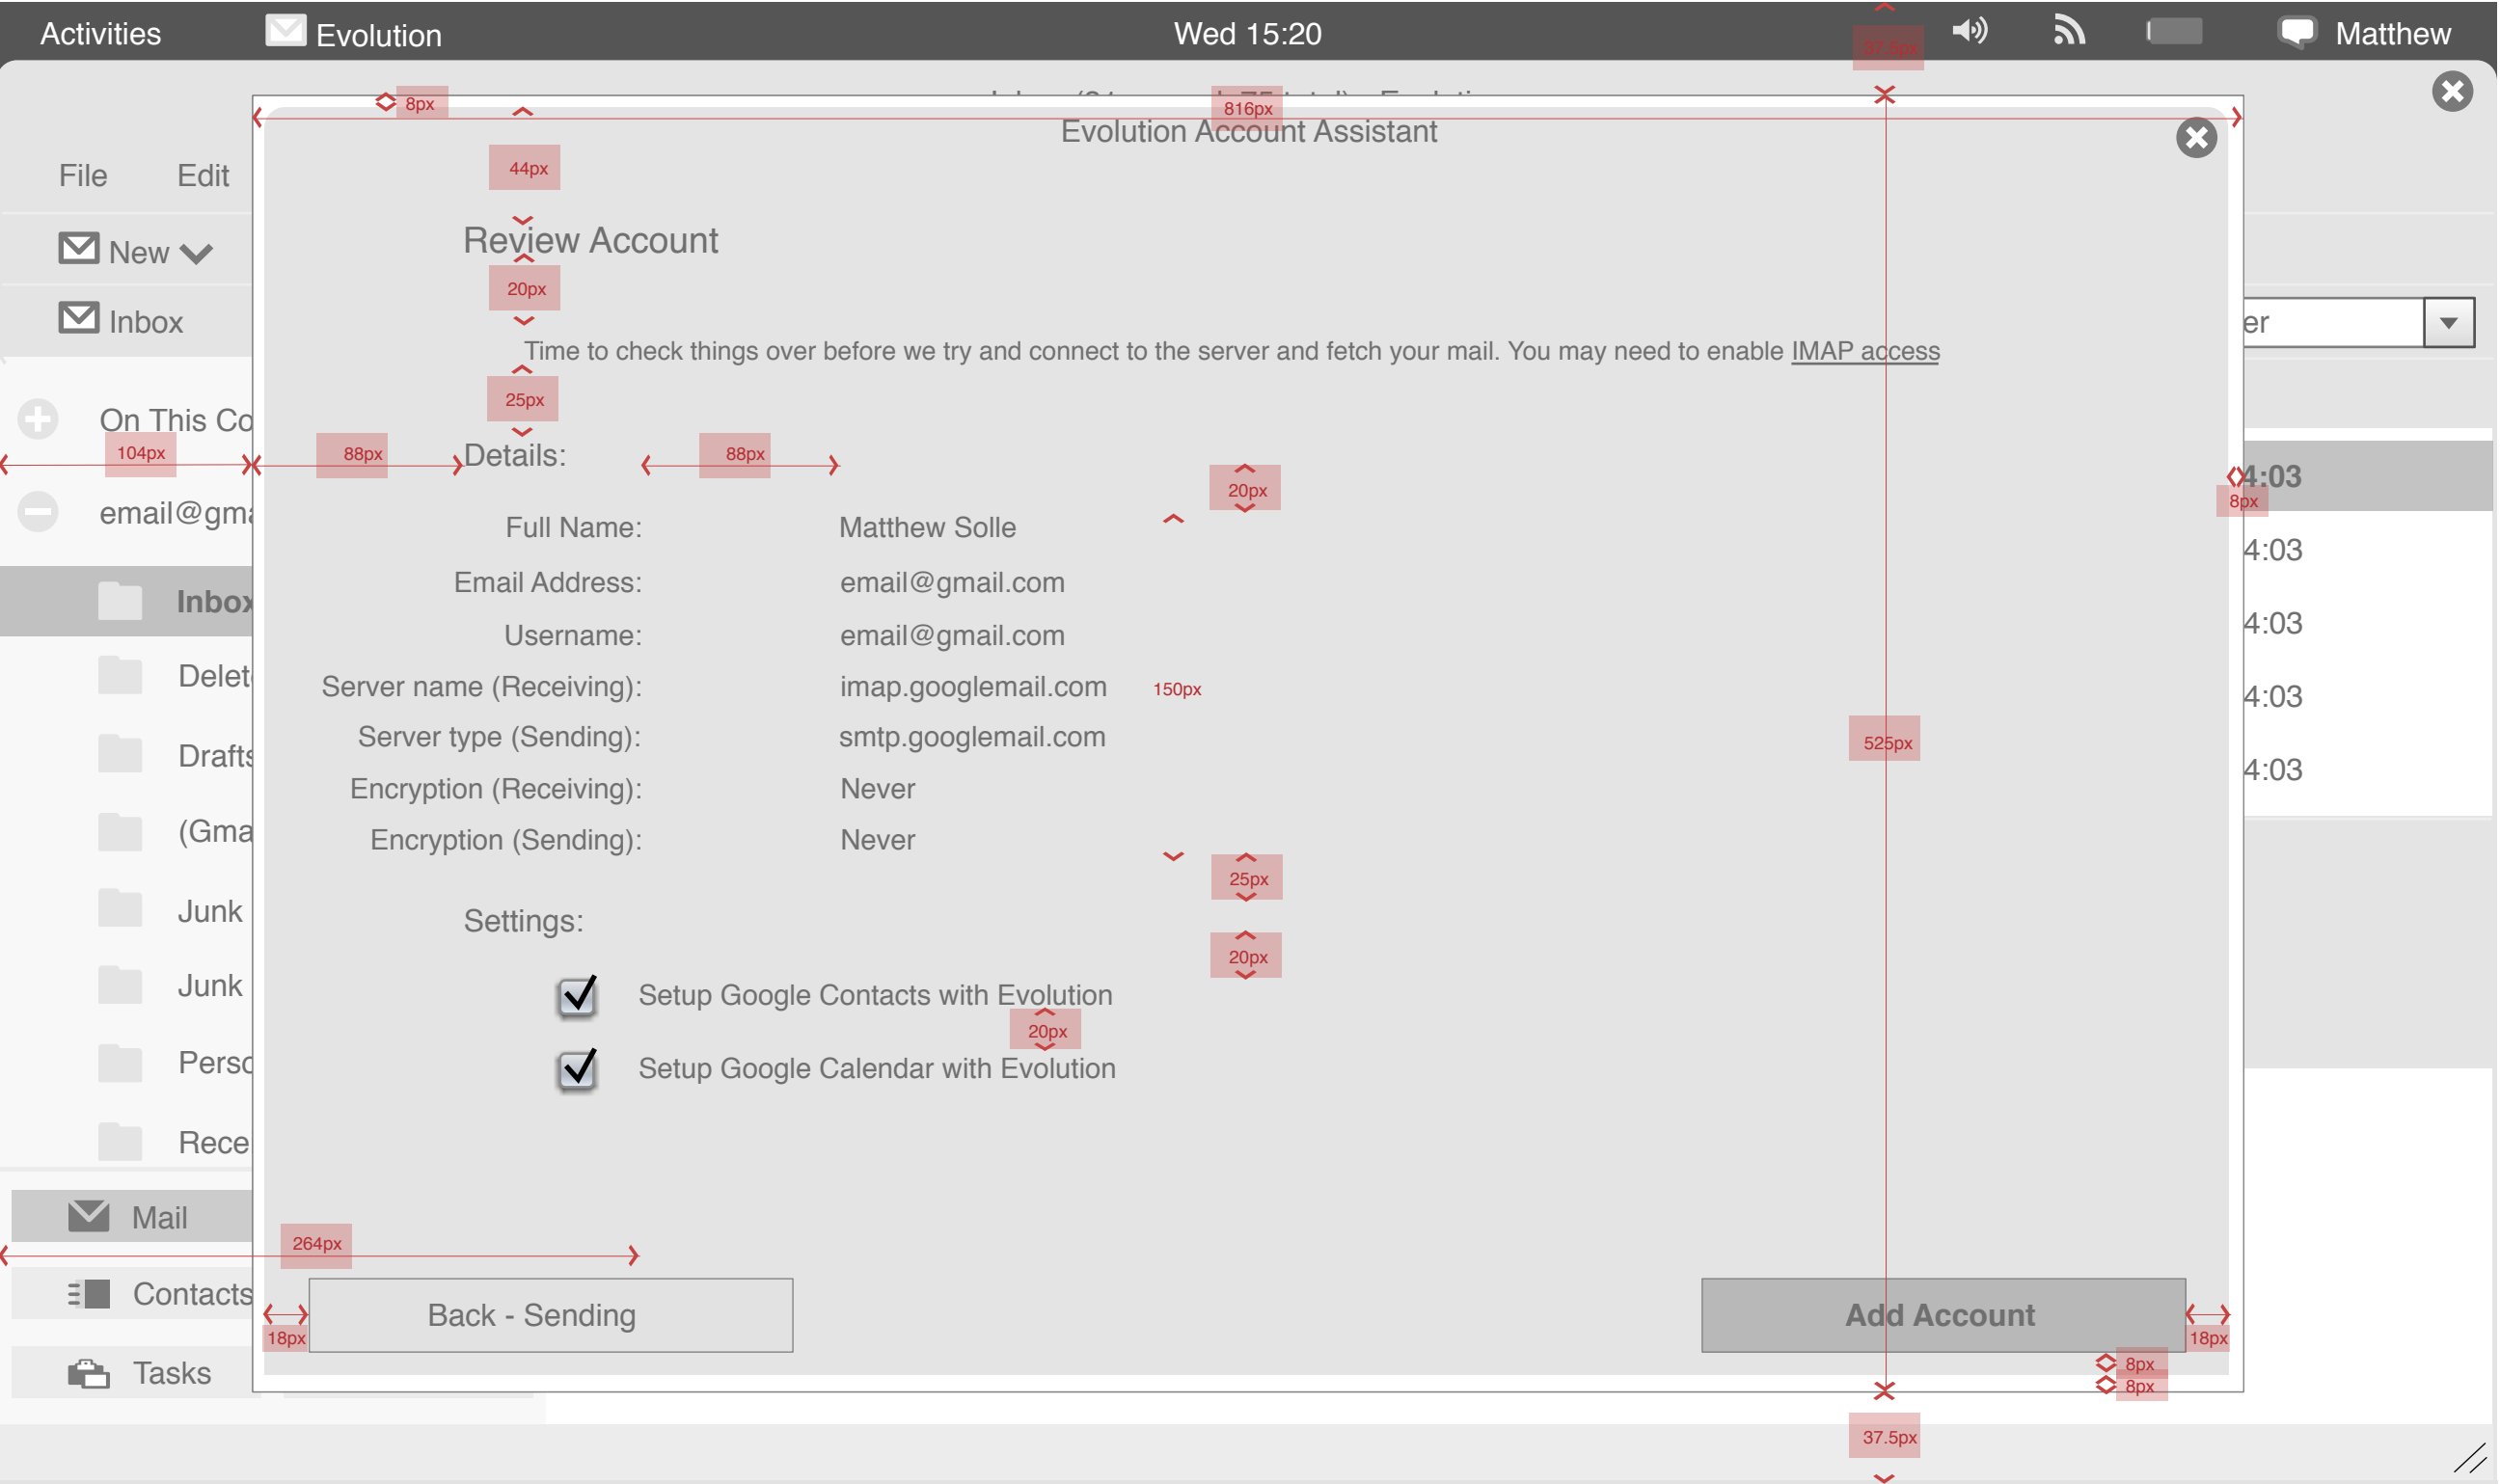 Activities Evolution Wed 15:20 37.5px Matthew
8px 816px
Evolution Account Assistant
File Edit 44px
Review Account
New
20px
Inbox er
Time to check things over before we try and connect to the server and fetch your mail. You may need to enable IMAP access
25px
On This Co
104px 88px Details: 88px
20px 4:03
8px
email@gma Full Name: Matthew Solle
4:03
Email Address: email@gmail.com
Inbox
Username: email@gmail.com 4:03
Delet Server name (Receiving): imap.googlemail.com 150px 4:03
Server type (Sending): smtp.googlemail.com 525px
Drafts
Encryption (Receiving): Never 4:03
(Gma Encryption (Sending): Never
25px
Junk Settings:
20px
Junk Setup Google Contacts with Evolution
20px
Perso Setup Google Calendar with Evolution
Rece
Mail
264px
Contacts
Back - Sending Add Account
18px 18px
Tasks 8px
8px
37.5px